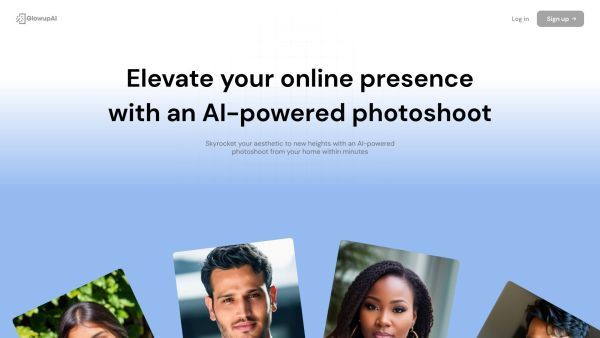 GlowupAI
Log in
Sign up →
Elevate your online presence
with an AI-powered photoshoot
Skyrocket your aesthetic to new heights with an AI-powered
photoshoot from your home within minutes